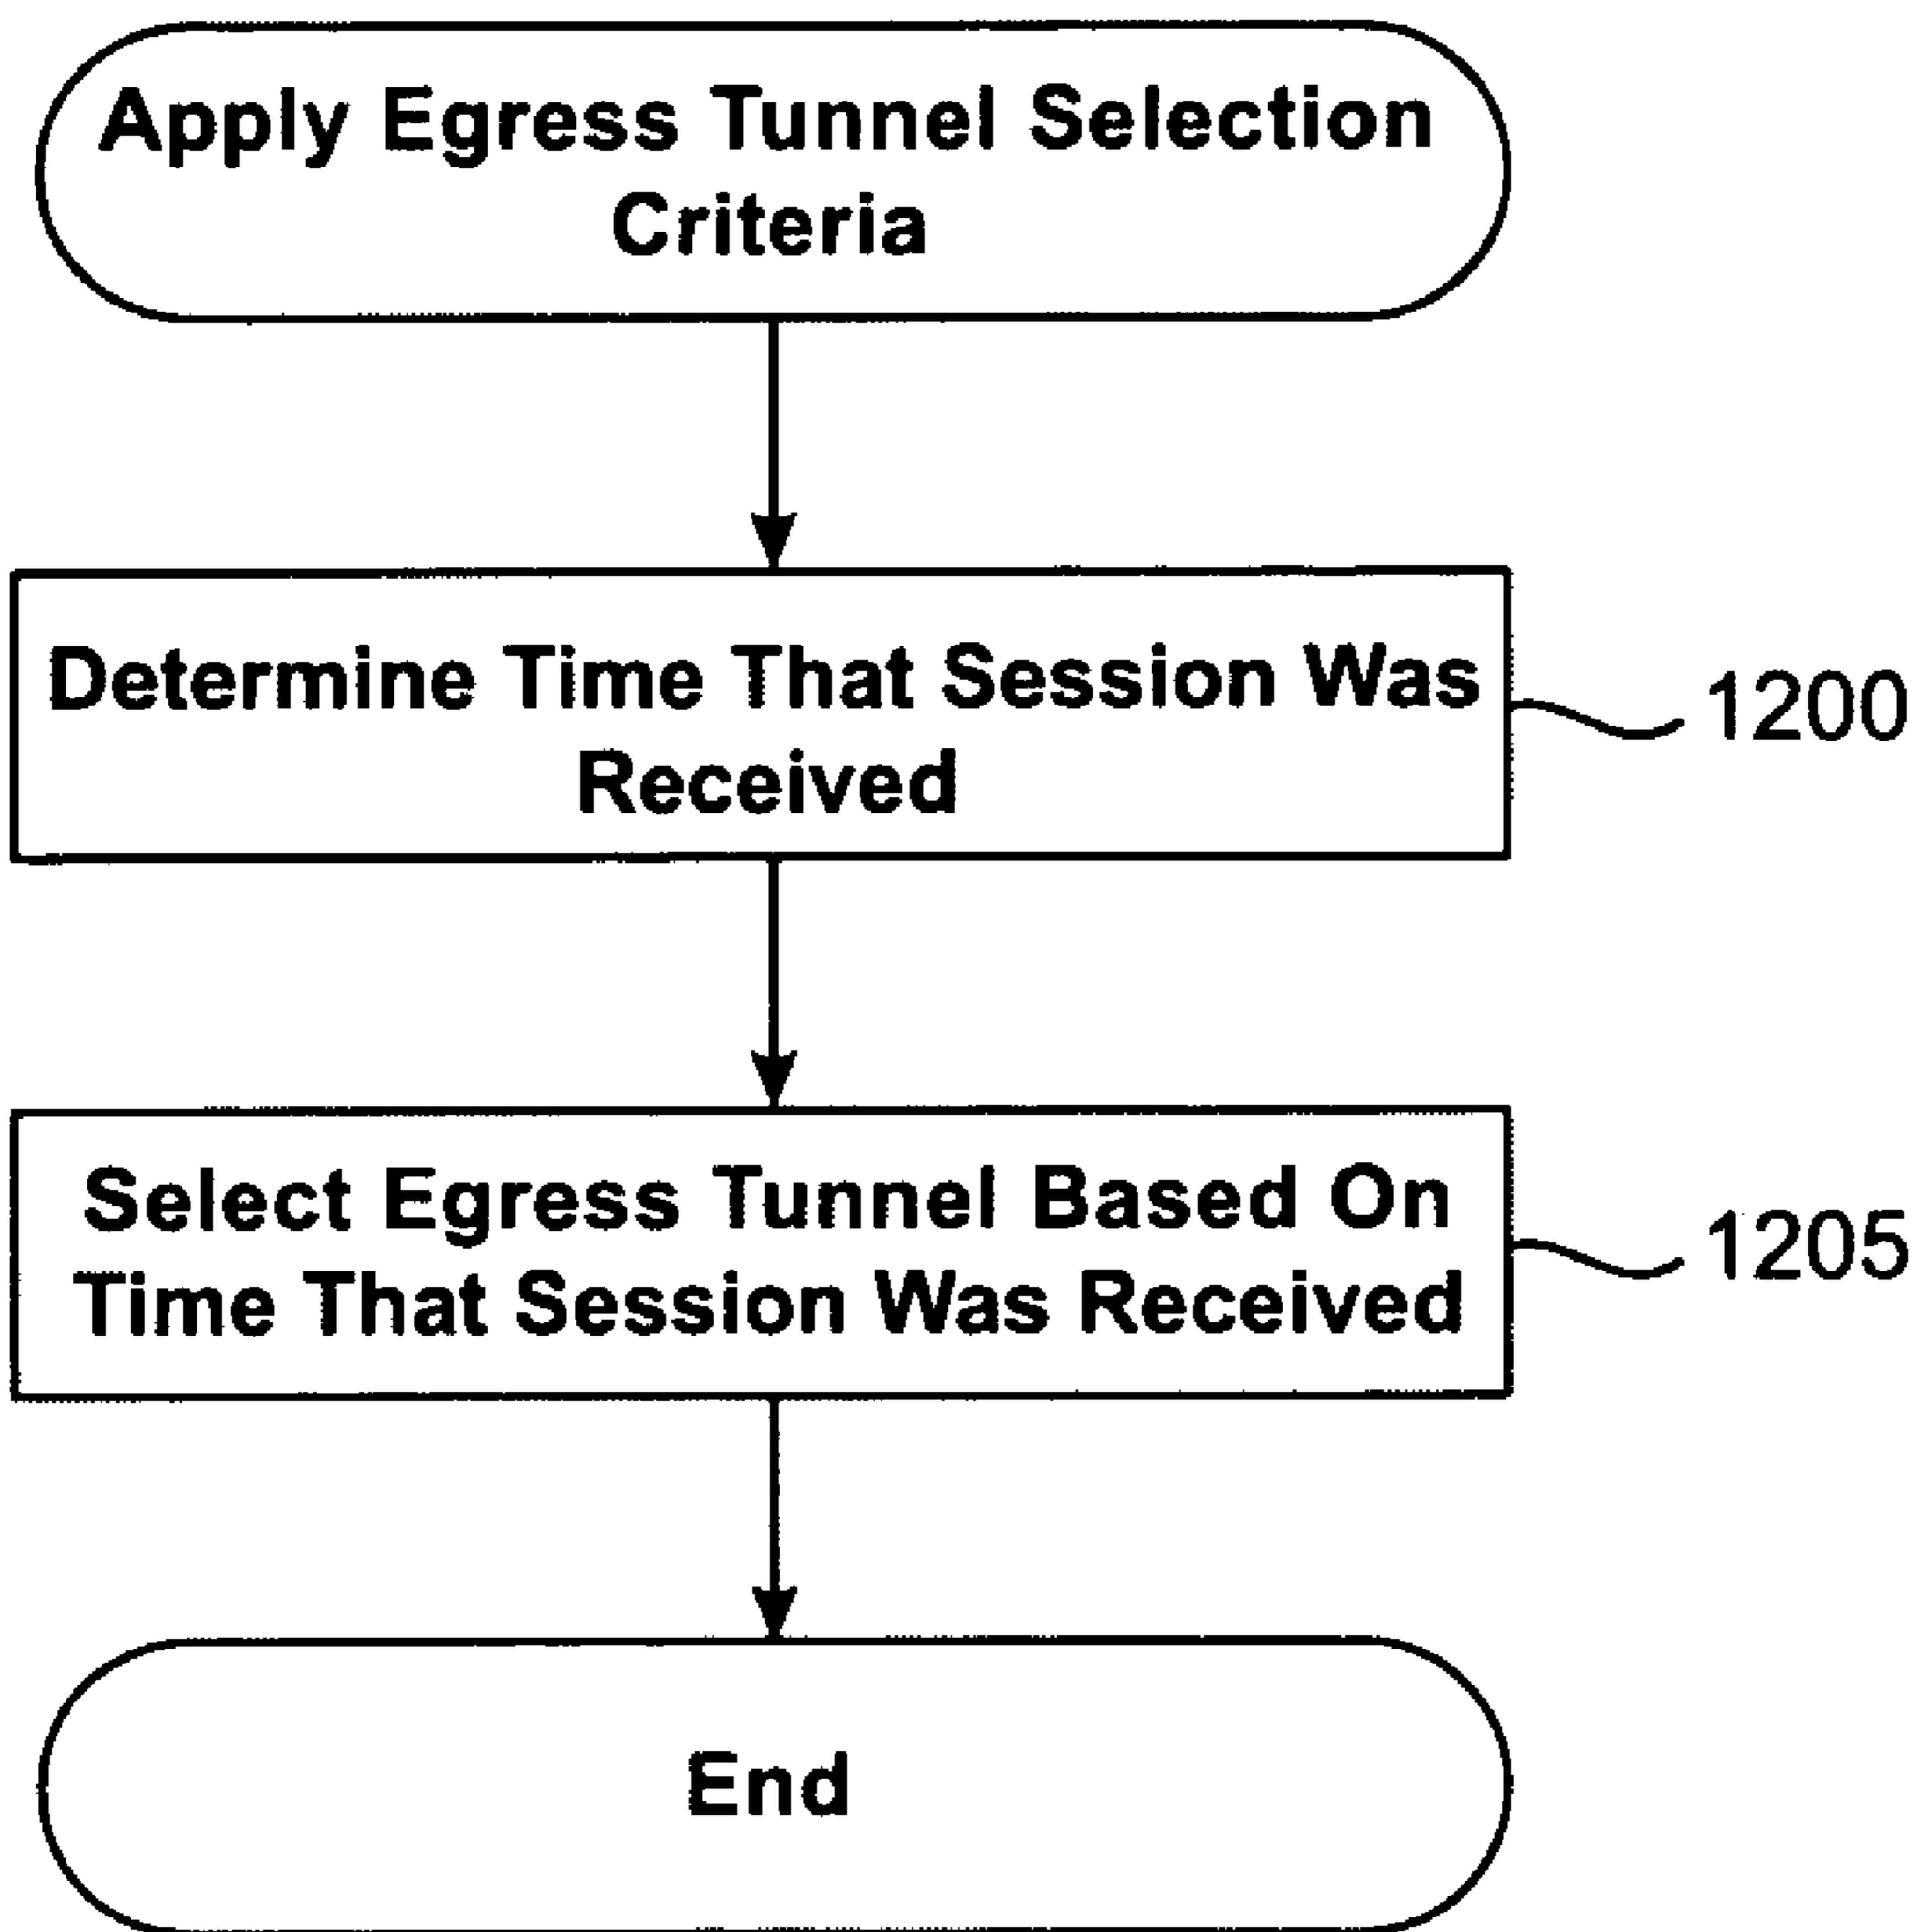 Apply Egress Tunnel Selection
Criteria
Determine Time That Session Was
Received
1200
Select Egress Tunnel Based On
Time That Session Was Received
1205
End